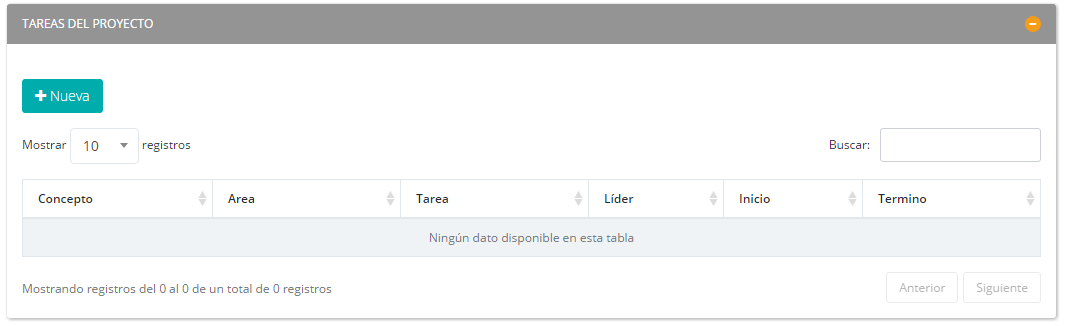 TAREAS DEL PROYECTO
Nueva
Mostrar 10 registros Buscar:
Concepto Area Tarea Líder Inicio Termino
Ningún dato disponible en esta tabla
Mostrando registros del 0 al 0 de un total de 0 registros Anterior Siguiente